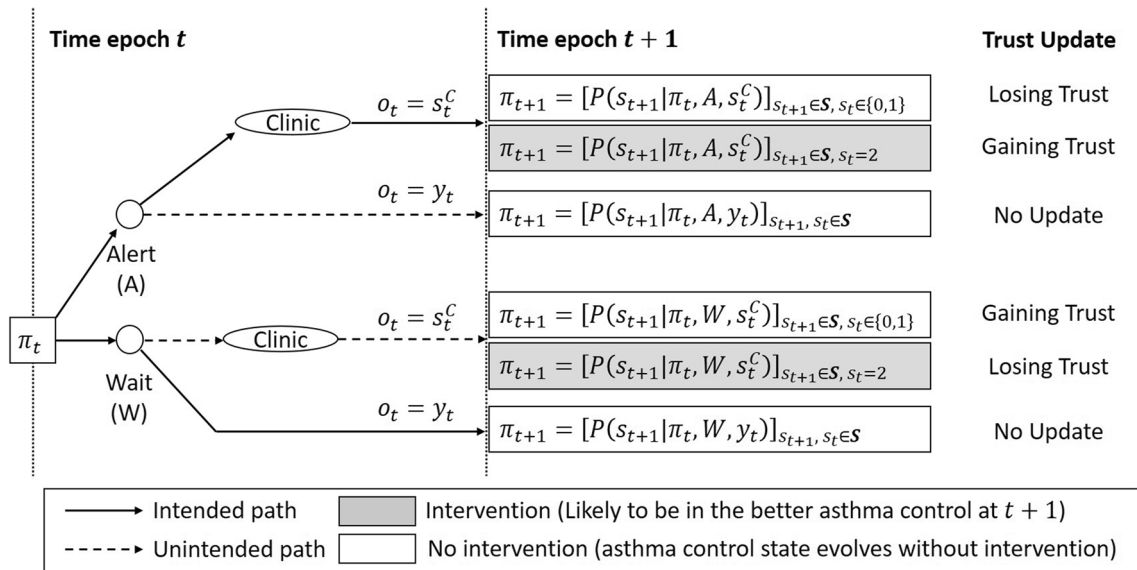 Time epoch t
Time epoch t + 1
Trust Update
o_t = s_t^C
π_{t+1} = [P(s_{t+1}|π_t, A, s_t^C)]_{s_{t+1}∈S, s_t∈{0,1}}
Losing Trust
Clinic
π_{t+1} = [P(s_{t+1}|π_t, A, s_t^C)]_{s_{t+1}∈S, s_t=2}
Gaining Trust
o_t = y_t
π_{t+1} = [P(s_{t+1}|π_t, A, y_t)]_{s_{t+1}, s_t∈S}
No Update
Alert
(A)
o_t = s_t^C
π_{t+1} = [P(s_{t+1}|π_t, W, s_t^C)]_{s_{t+1}∈S, s_t∈{0,1}}
Gaining Trust
π_t
Clinic
π_{t+1} = [P(s_{t+1}|π_t, W, s_t^C)]_{s_{t+1}∈S, s_t=2}
Losing Trust
Wait
(W)
o_t = y_t
π_{t+1} = [P(s_{t+1}|π_t, W, y_t)]_{s_{t+1}, s_t∈S}
No Update
Intended path
Intervention (Likely to be in the better asthma control at t + 1)
Unintended path
No intervention (asthma control state evolves without intervention)